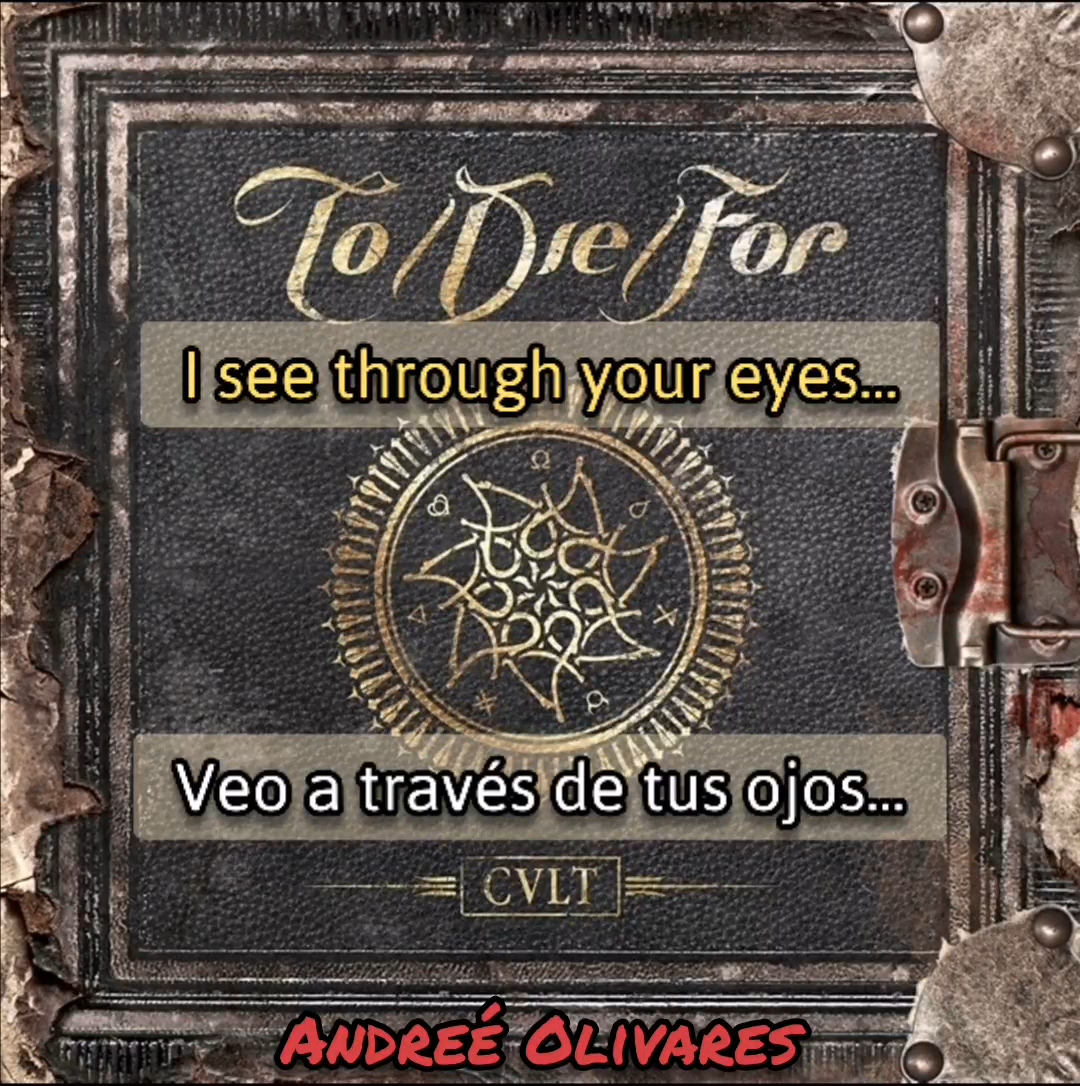 To/Die/For
I see through your eyes...
Veo a través de tus ojos...
CVLT
Andreé Olivares